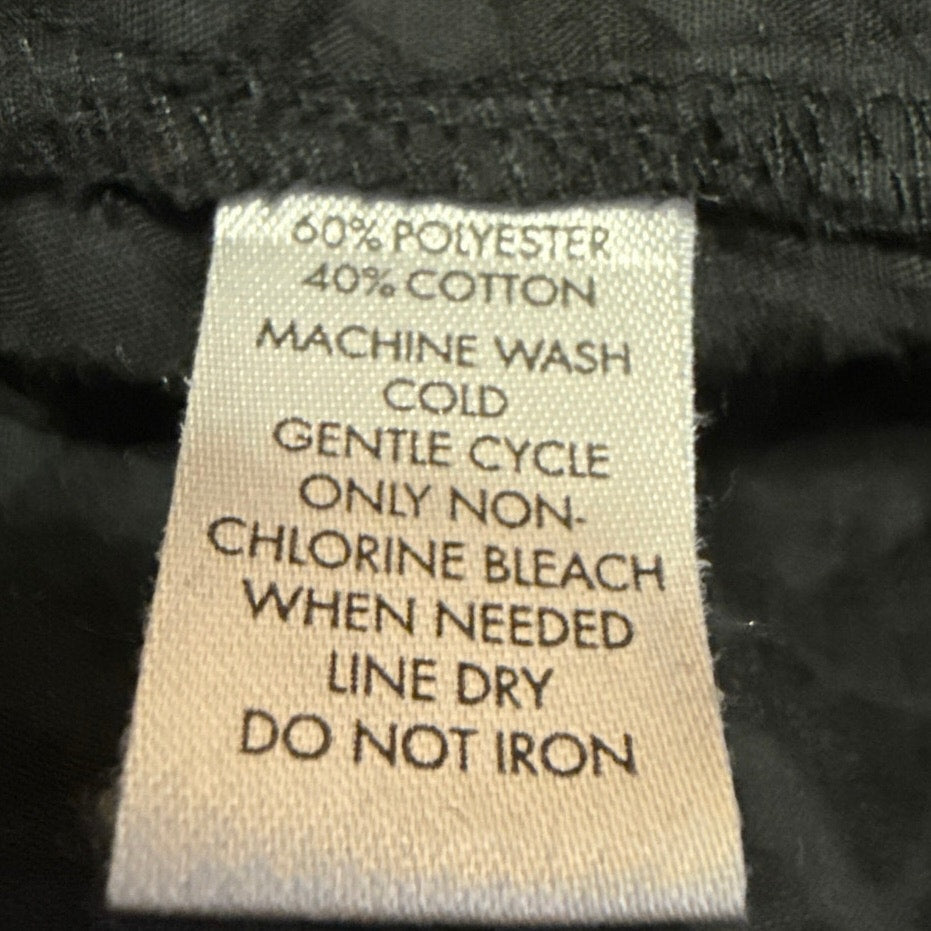 60% POLYESTER
40% COTTON
MACHINE WASH
COLD
GENTLE CYCLE
ONLY NON-
CHLORINE BLEACH
WHEN NEEDED
LINE DRY
DO NOT IRON